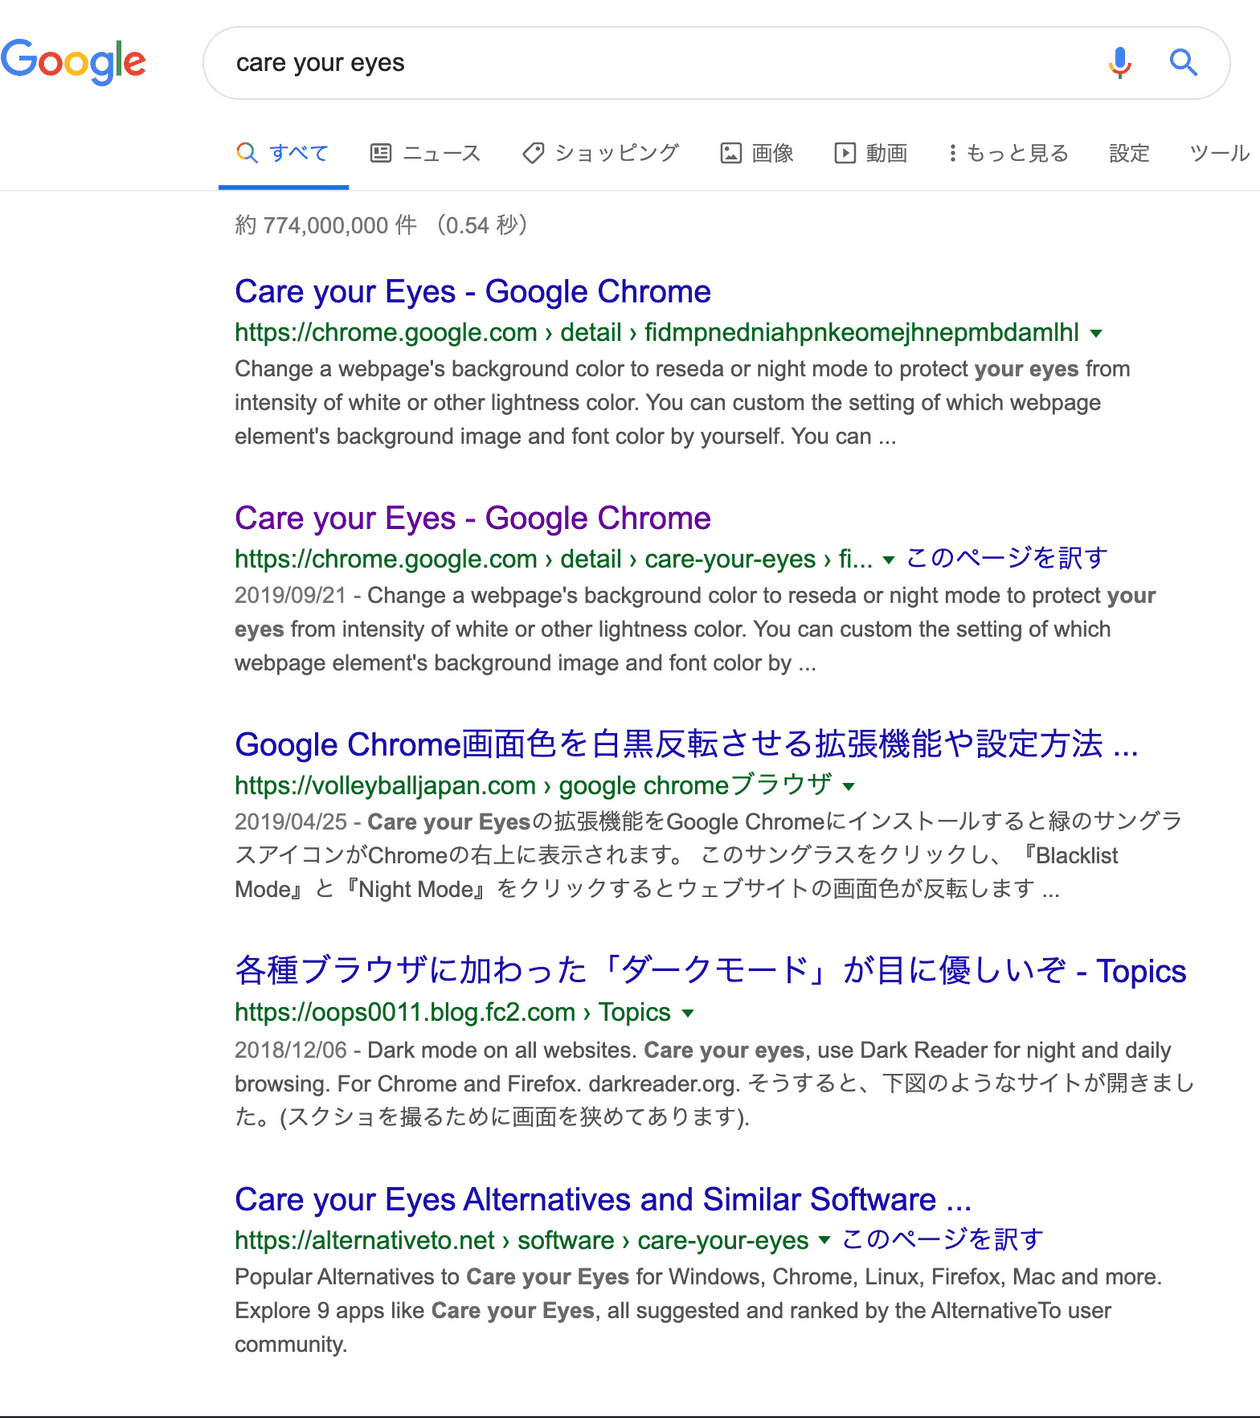 Google
care your eyes
すべて ニュース ショッピング 画像 動画 もっと見る 設定 ツール
約 774,000,000 件 （0.54 秒）
Care your Eyes - Google Chrome
https://chrome.google.com › detail › fidmpnedniahpnkeomejhnepmbdamlhl
Change a webpage's background color to reseda or night mode to protect your eyes from
intensity of white or other lightness color. You can custom the setting of which webpage
element's background image and font color by yourself. You can ...
Care your Eyes - Google Chrome
https://chrome.google.com › detail › care-your-eyes › fi... このページを訳す
2019/09/21 - Change a webpage's background color to reseda or night mode to protect your
eyes from intensity of white or other lightness color. You can custom the setting of which
webpage element's background image and font color by ...
Google Chrome画面色を白黒反転させる拡張機能や設定方法 ...
https://volleyballjapan.com › google chromeブラウザ
2019/04/25 - Care your Eyesの拡張機能をGoogle Chromeにインストールすると緑のサングラ
スアイコンがChromeの右上に表示されます。 このサングラスをクリックし、『Blacklist
Mode』と『Night Mode』をクリックするとウェブサイトの画面色が反転します ...
各種ブラウザに加わった「ダークモード」が目に優しいぞ - Topics
https://oops0011.blog.fc2.com › Topics
2018/12/06 - Dark mode on all websites. Care your eyes, use Dark Reader for night and daily
browsing. For Chrome and Firefox. darkreader.org. そうすると、下図のようなサイトが開きまし
た。(スクショを撮るために画面を狭めてあります).
Care your Eyes Alternatives and Similar Software ...
https://alternativeto.net › software › care-your-eyes このページを訳す
Popular Alternatives to Care your Eyes for Windows, Chrome, Linux, Firefox, Mac and more.
Explore 9 apps like Care your Eyes, all suggested and ranked by the AlternativeTo user
community.